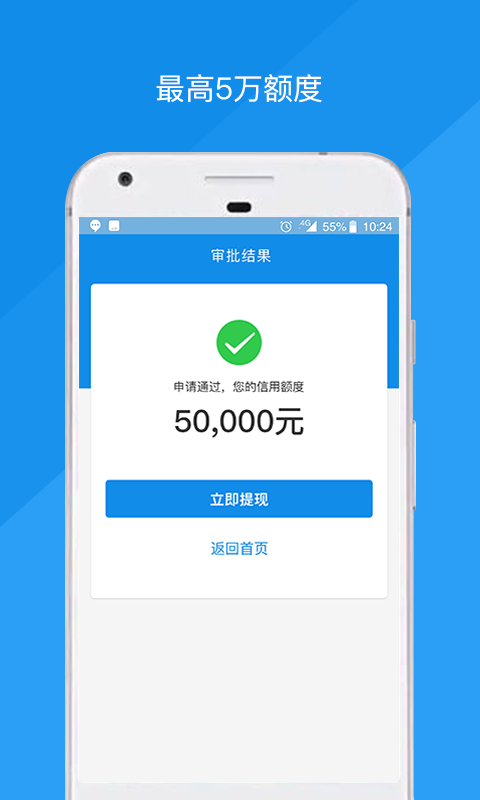 最高5万额度
4G 55% 10:24
审批结果
申请通过，您的信用额度
50,000元
立即提现
返回首页